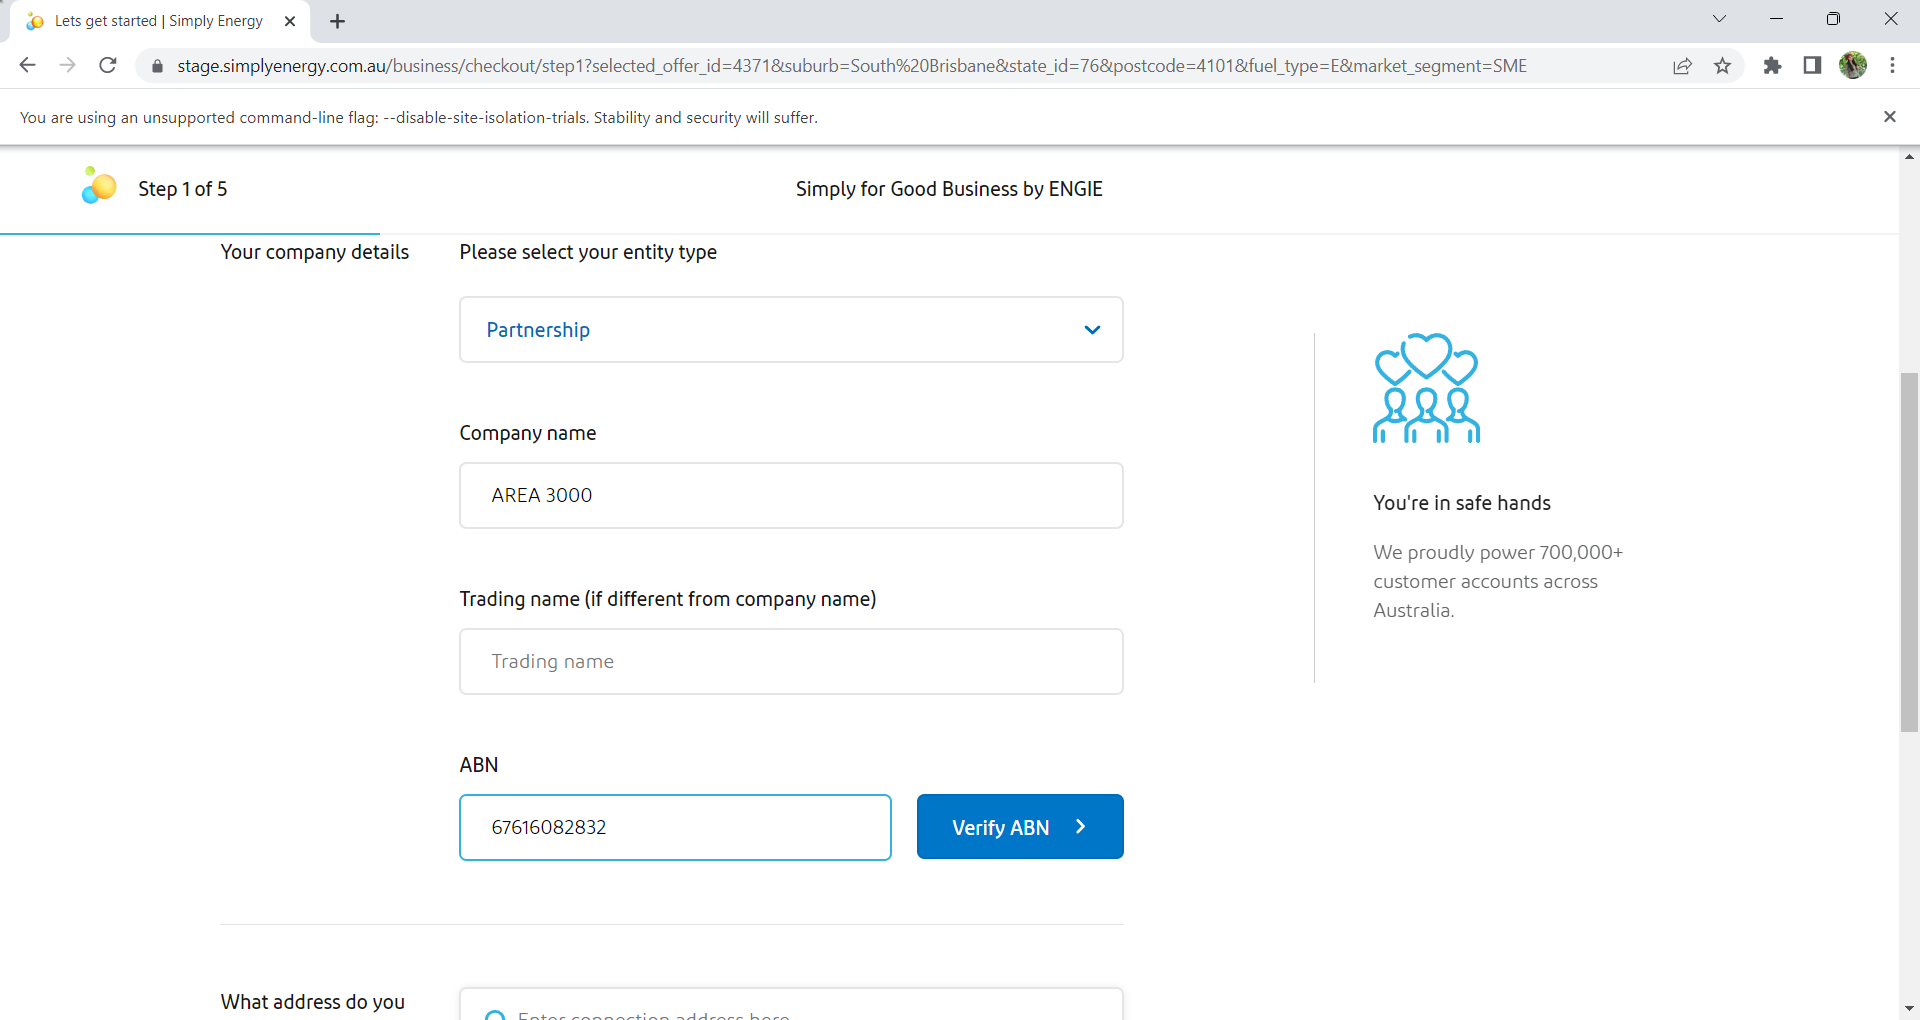 Lets get started | Simply Energy
stage.simplyenergy.com.au/business/checkout/step1?selected_offer_id=4371&suburb=South%20Brisbane&state_id=76&postcode=4101&fuel_type=E&market_segment=SME
You are using an unsupported command-line flag: --disable-site-isolation-trials. Stability and security will suffer.
Step 1 of 5
Simply for Good Business by ENGIE
Your company details
Please select your entity type
Partnership
Company name
AREA 3000
Trading name (if different from company name)
Trading name
ABN
67616082832
Verify ABN
You're in safe hands
We proudly power 700,000+
customer accounts across
Australia.
What address do you
Enter connection address here